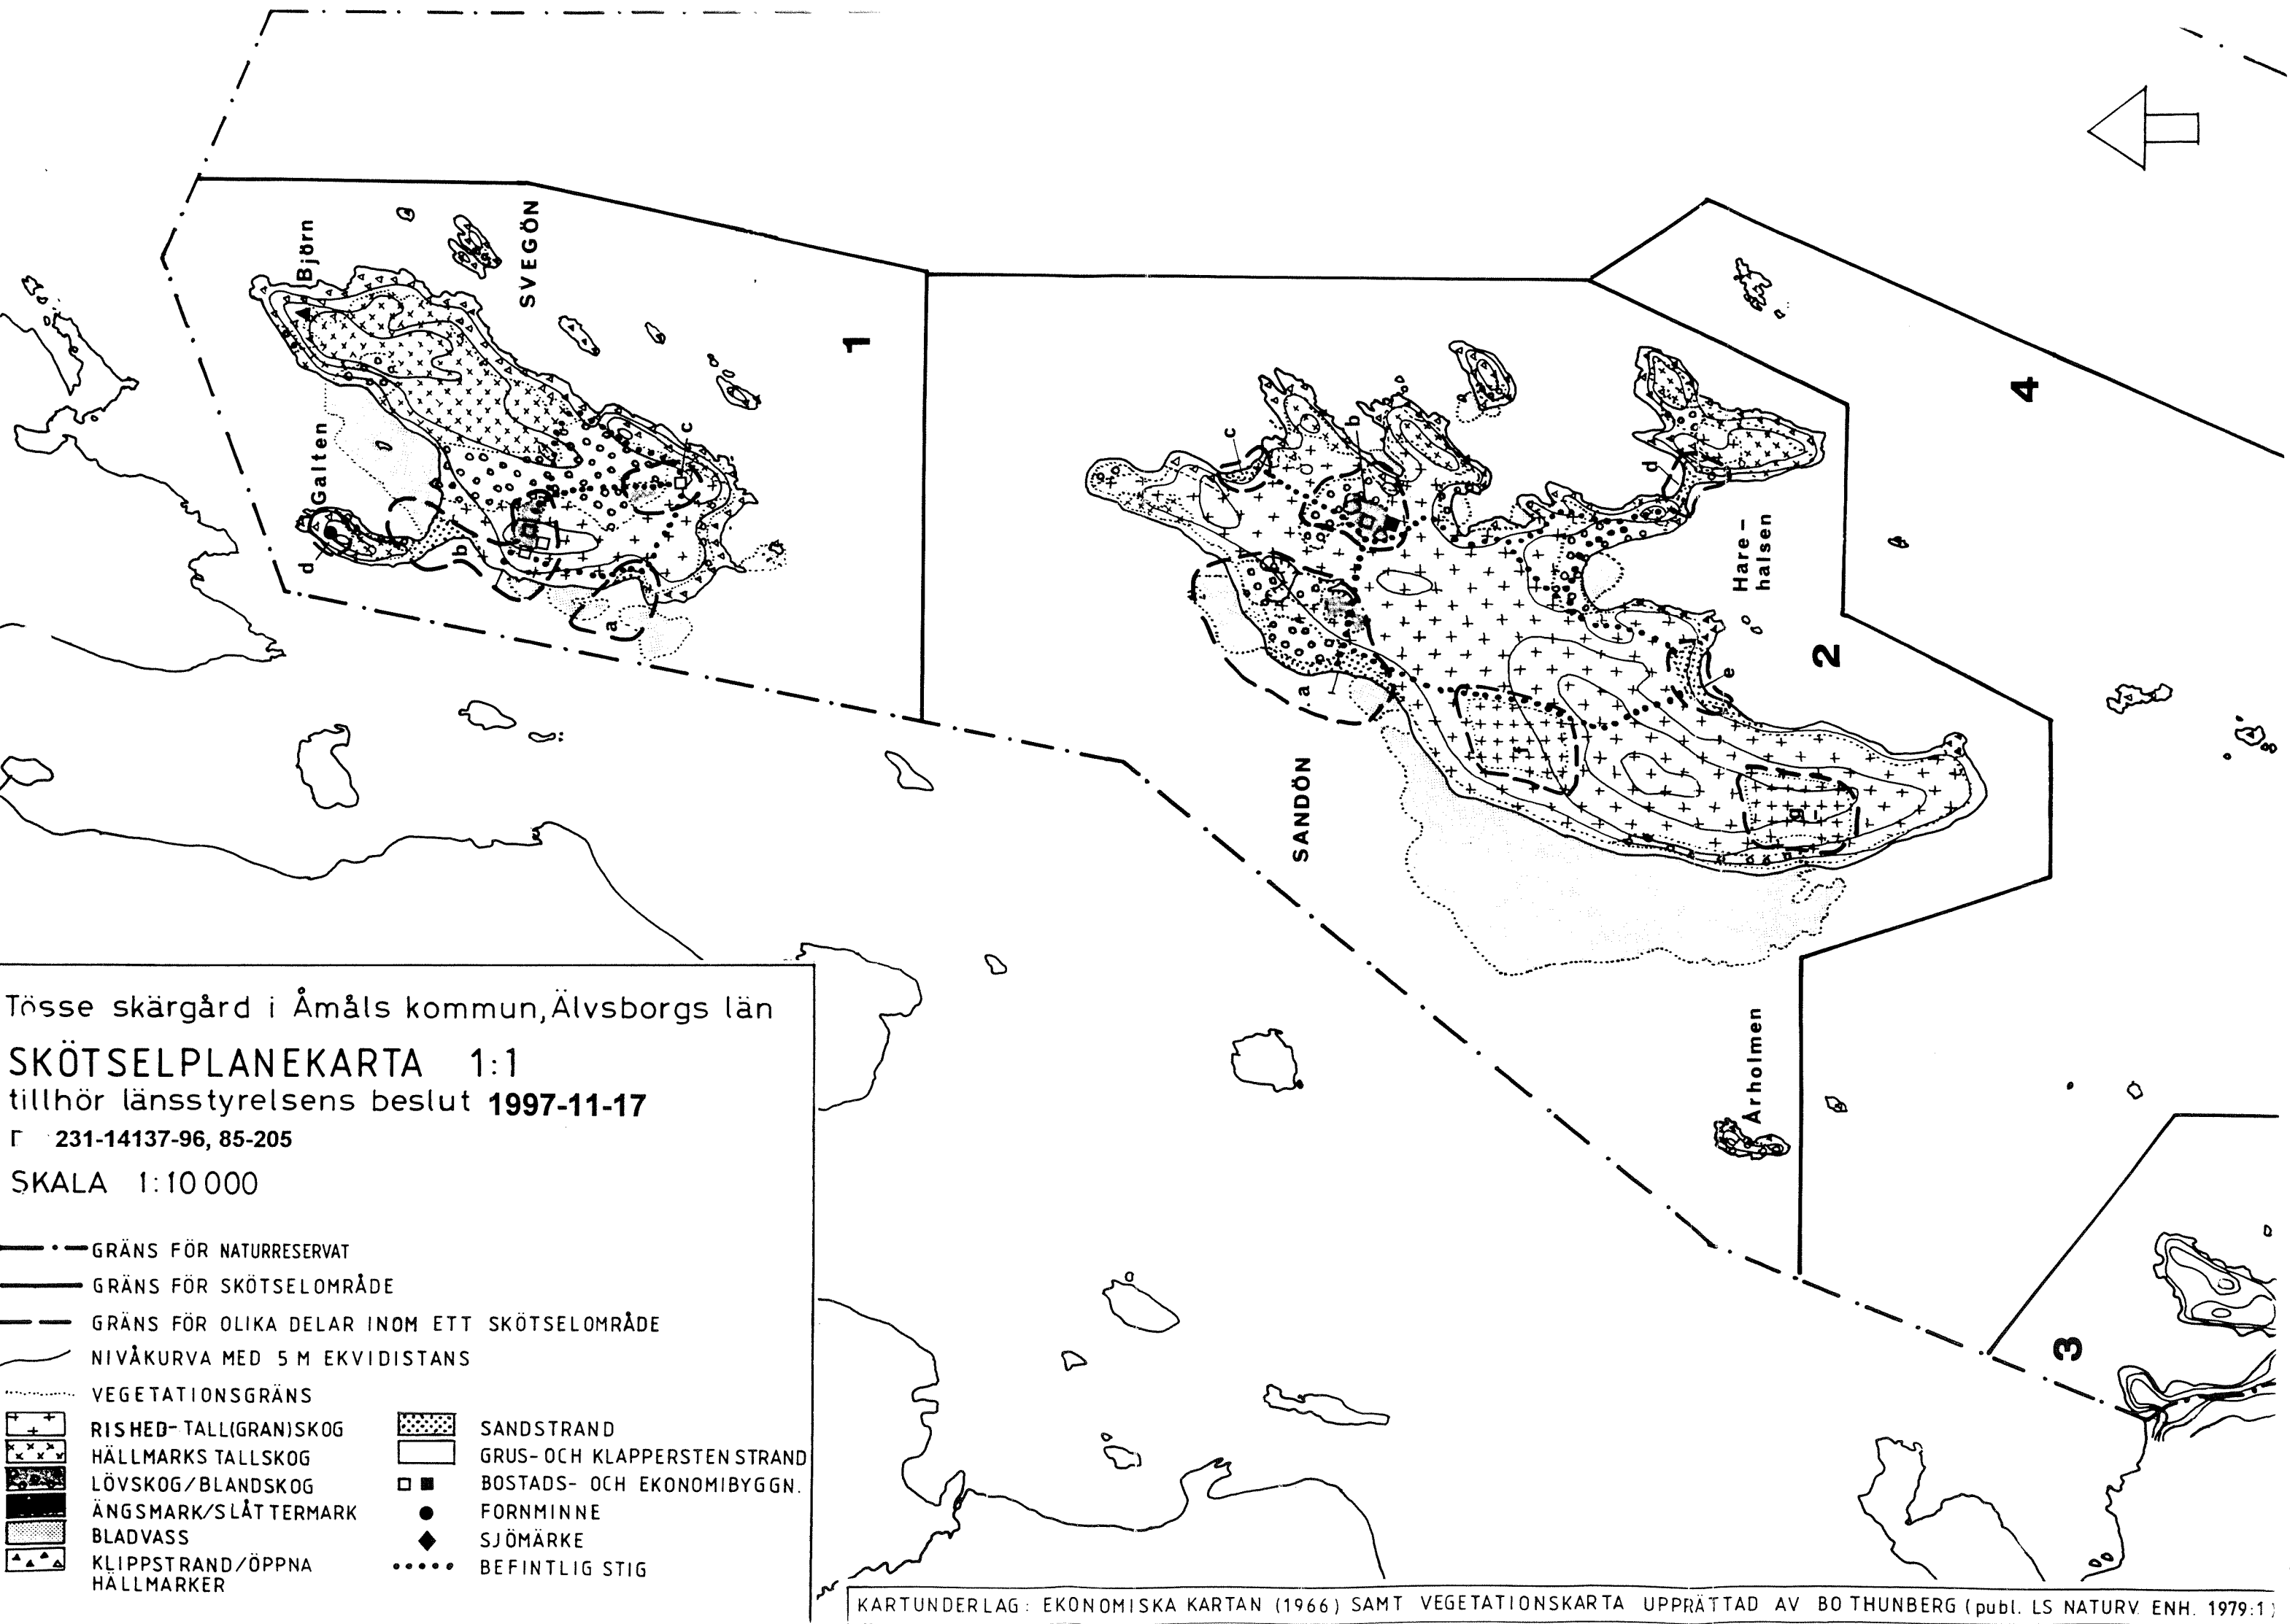 Björn
SVEGÖN
Galten
d
b
a
c
1
c
b
d
Hare-
halsen
a
e
f
g
SANDÖN
2
4
Årholmen
3
Tösse skärgård i Åmåls kommun, Älvsborgs län
SKÖTSELPLANEKARTA 1:1
tillhör länsstyrelsens beslut 1997-11-17
231-14137-96, 85-205
SKALA 1:10 000
GRÄNS FÖR NATURRESERVAT
GRÄNS FÖR SKÖTSELOMRÅDE
GRÄNS FÖR OLIKA DELAR INOM ETT SKÖTSELOMRÅDE
NIVÅKURVA MED 5 M EKVIDISTANS
VEGETATIONSGRÄNS
RISHED-TALL(GRAN)SKOG
HÄLLMARKSTALLSKOG
LÖVSKOG/BLANDSKOG
ÄNGSMARK/SLÅTTERMARK
BLADVASS
KLIPPSTRAND/ÖPPNA
HÄLLMARKER
SANDSTRAND
GRUS- OCH KLAPPERSTENSTRAND
BOSTADS- OCH EKONOMIBYGGN.
FORNMINNE
SJÖMÄRKE
BEFINTLIG STIG
KARTUNDERLAG: EKONOMISKA KARTAN (1966) SAMT VEGETATIONSKARTA UPPRÄTTAD AV BO THUNBERG (publ. LS NATURV. ENH. 1979:1)